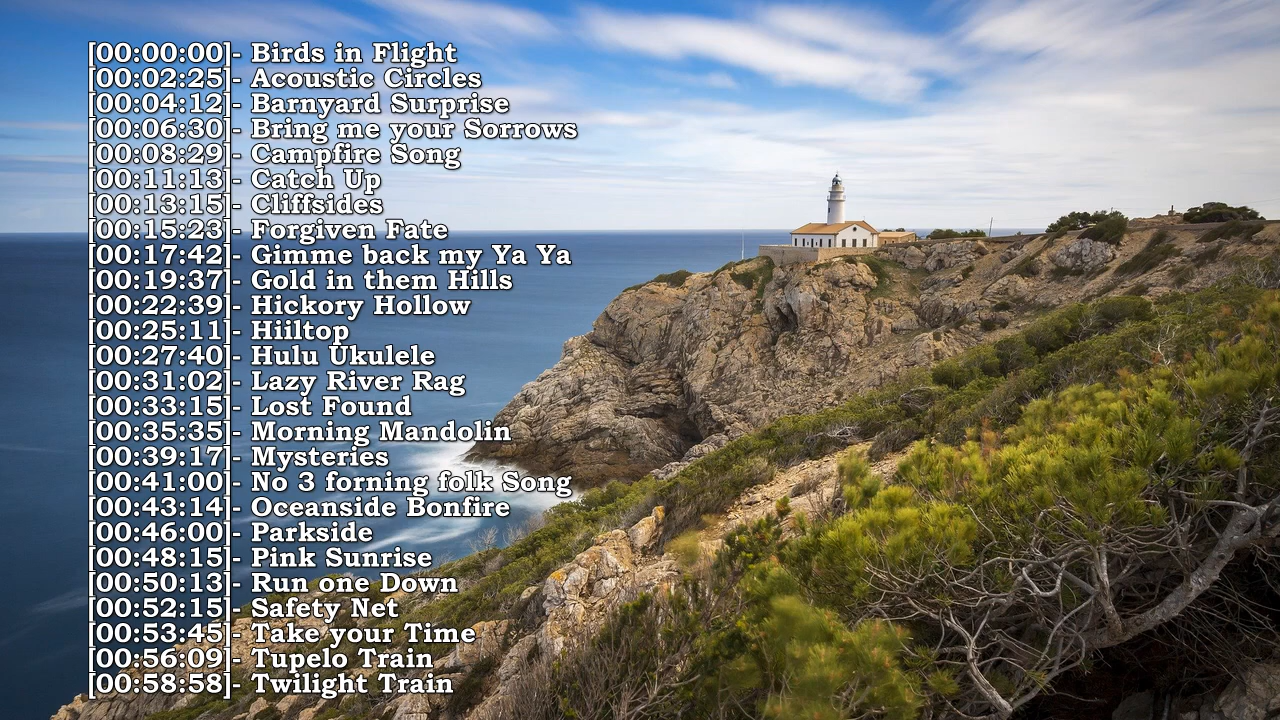 [00:00:00]- Birds in Flight
[00:02:25]- Acoustic Circles
[00:04:12]- Barnyard Surprise
[00:06:30]- Bring me your Sorrows
[00:08:29]- Campfire Song
[00:11:13]- Catch Up
[00:13:15]- Cliffsides
[00:15:23]- Forgiven Fate
[00:17:42]- Gimme back my Ya Ya
[00:19:37]- Gold in them Hills
[00:22:39]- Hickory Hollow
[00:25:11]- Hiiltop
[00:27:40]- Hulu Ukulele
[00:31:02]- Lazy River Rag
[00:33:15]- Lost Found
[00:35:35]- Morning Mandolin
[00:39:17]- Mysteries
[00:41:00]- No 3 forning folk Song
[00:43:14]- Oceanside Bonfire
[00:46:00]- Parkside
[00:48:15]- Pink Sunrise
[00:50:13]- Run one Down
[00:52:15]- Safety Net
[00:53:45]- Take your Time
[00:56:09]- Tupelo Train
[00:58:58]- Twilight Train